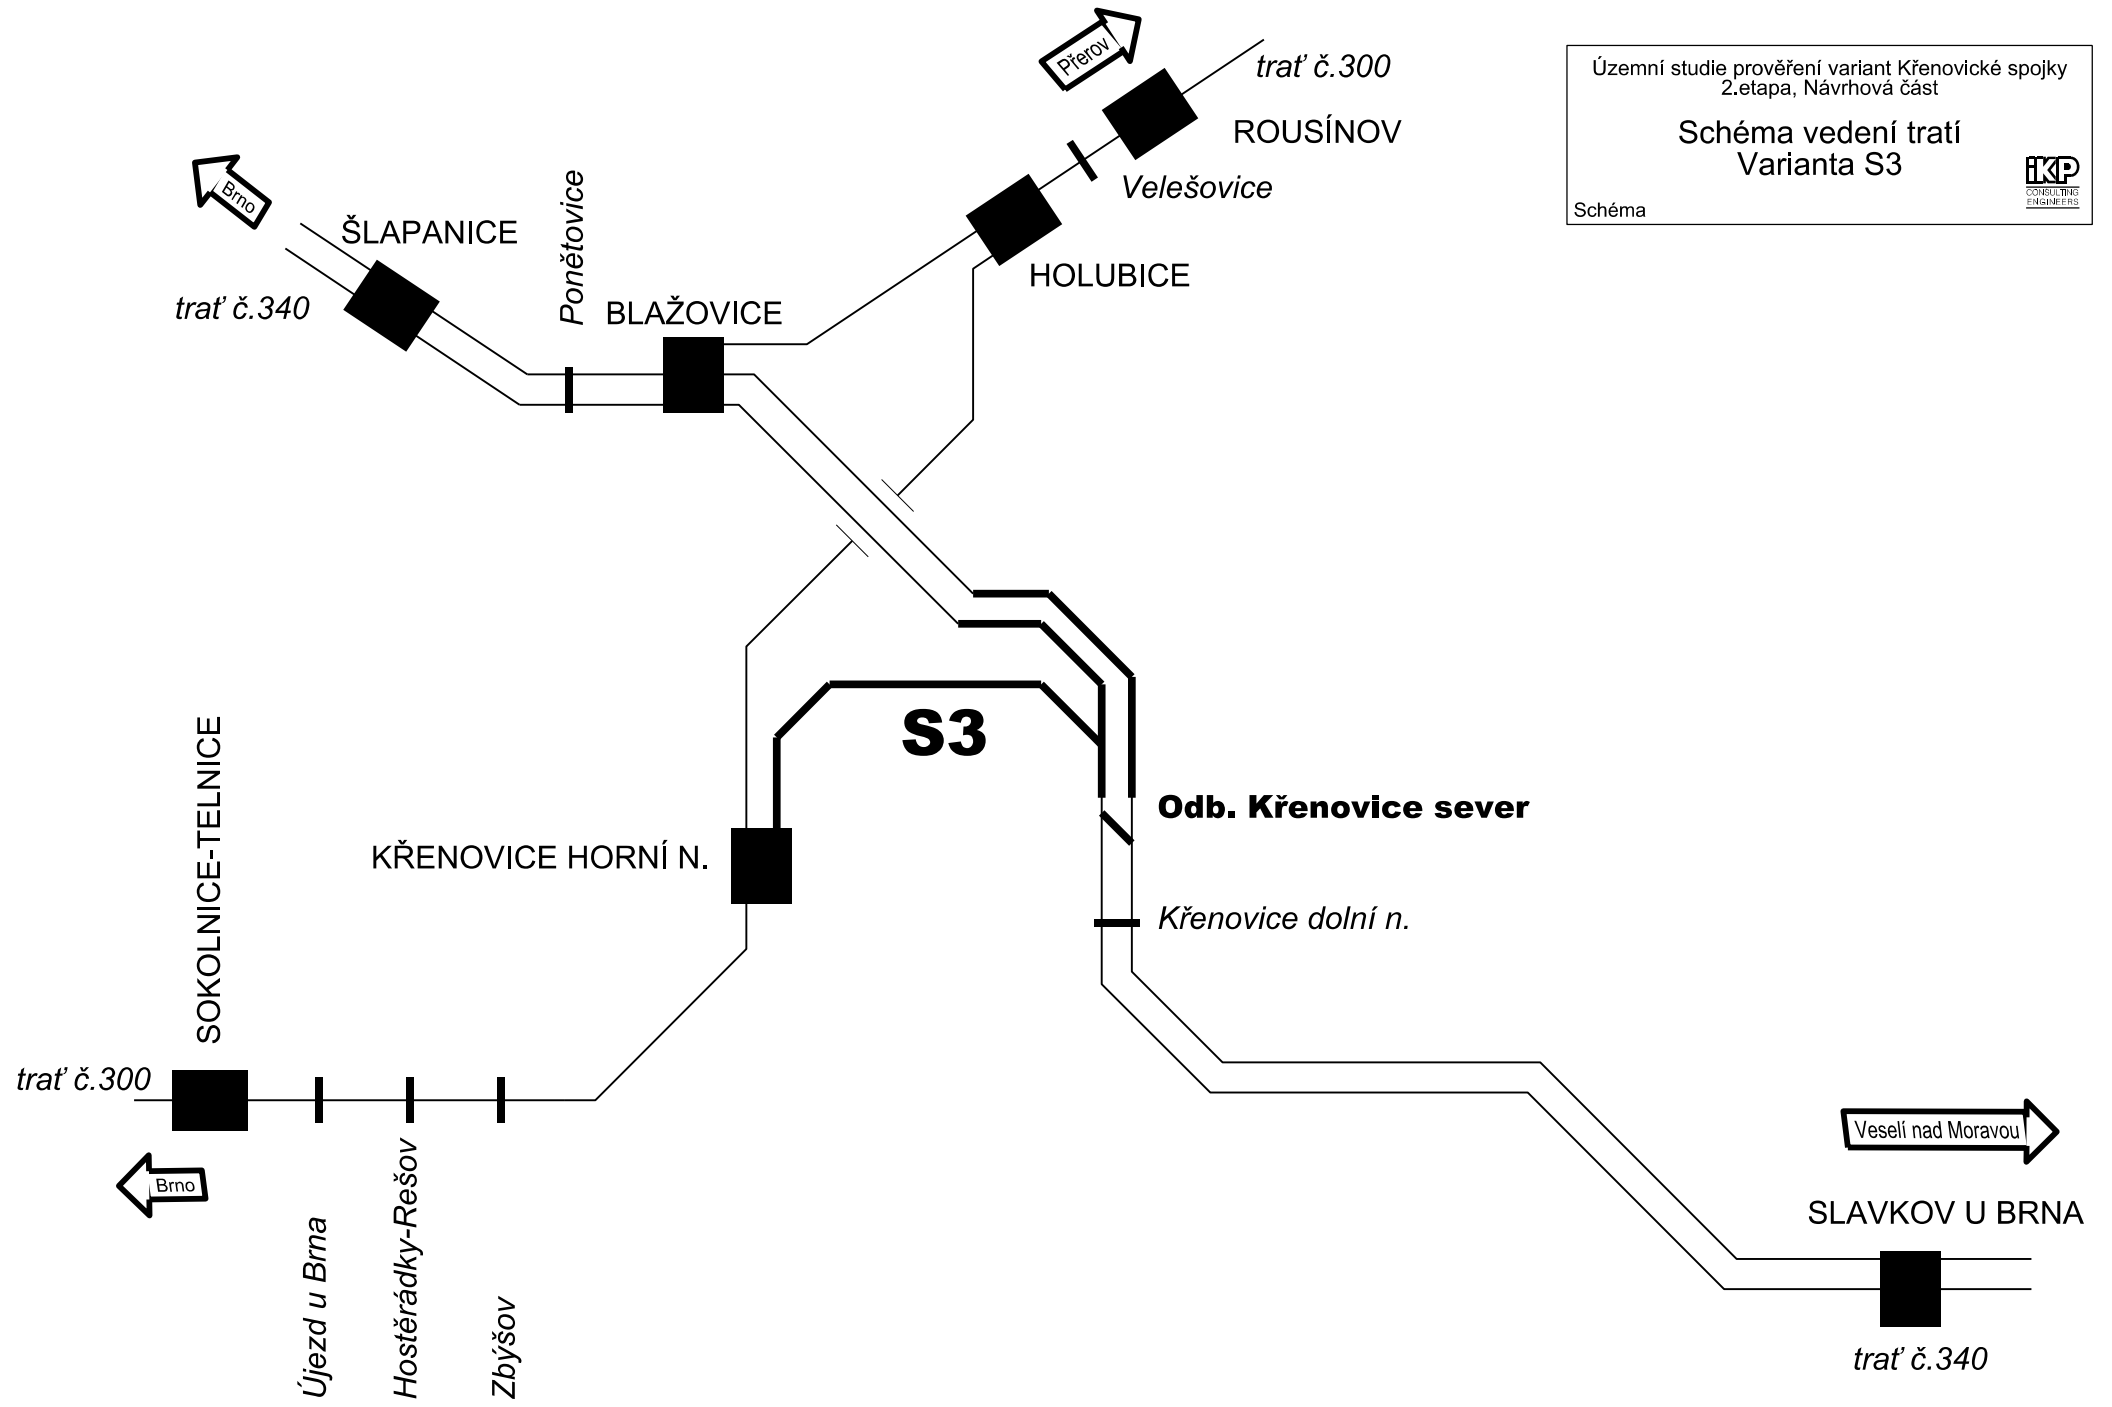 Přerov
trať č.300
ROUSÍNOV
Velešovice
Územní studie prověření variant Křenovické spojky
2.etapa, Návrhová část
Schéma vedení tratí
Varianta S3
iKP
CONSULTING
ENGINEERS
Schéma
Brno
ŠLAPANICE
trať č.340
Ponětovice
BLAŽOVICE
HOLUBICE
S3
Odb. Křenovice sever
KŘENOVICE HORNÍ N.
Křenovice dolní n.
SOKOLNICE-TELNICE
trať č.300
Brno
Újezd u Brna
Hostěrádky-Rešov
Zbýšov
Veselí nad Moravou
SLAVKOV U BRNA
trať č.340